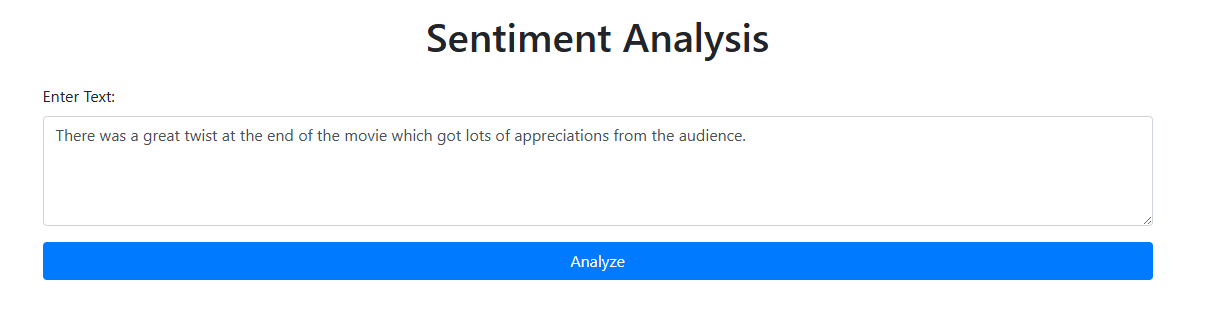 Sentiment Analysis
Enter Text:
There was a great twist at the end of the movie which got lots of appreciations from the audience.
Analyze